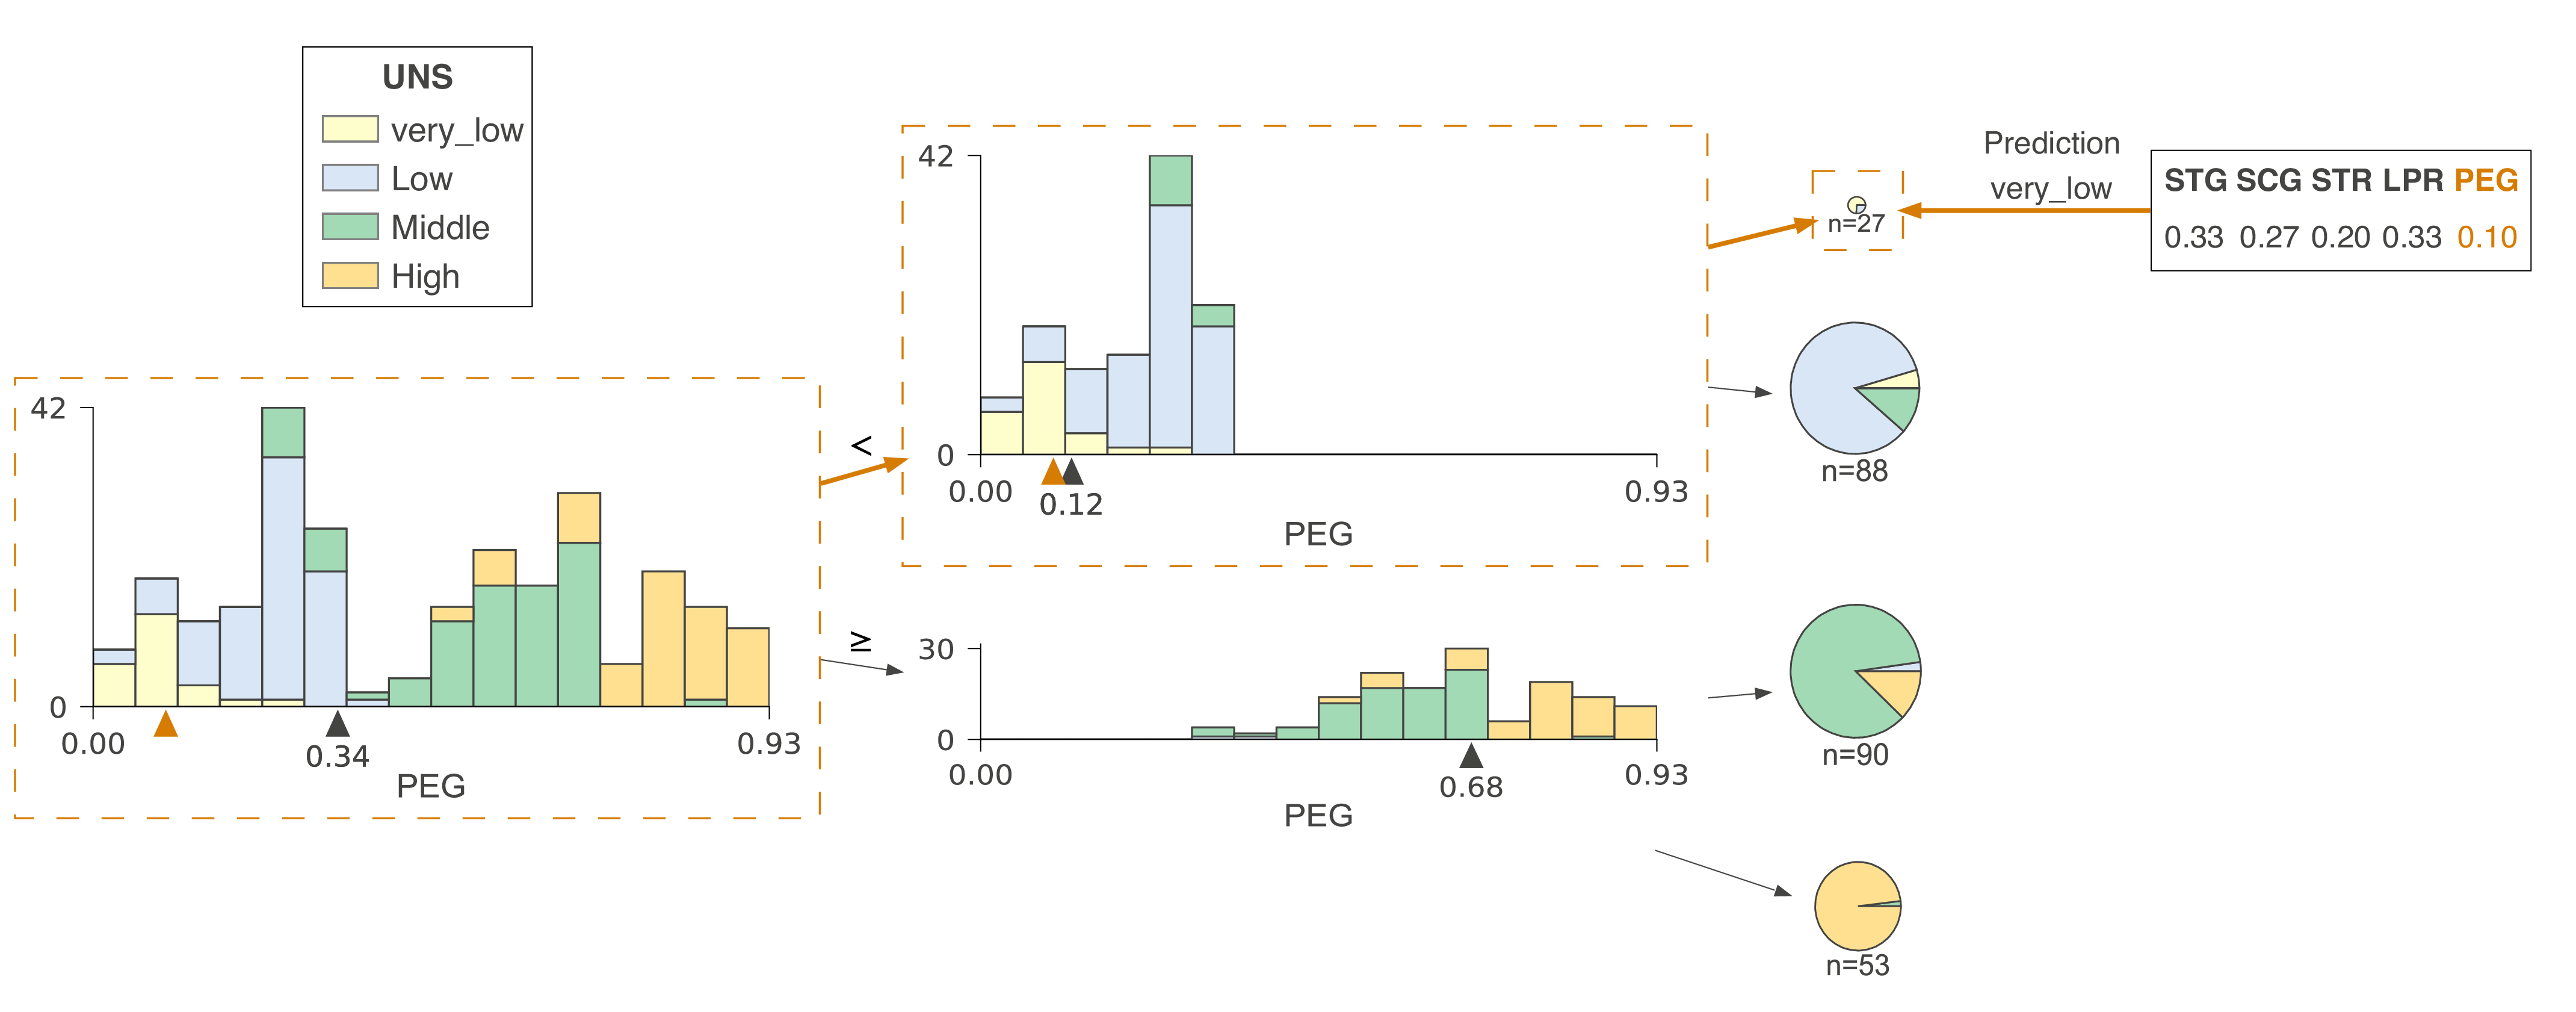 UNS
very_low
Low
Middle
High
42
0
0.00
0.34
0.93
PEG
<
≥
42
0
0.00
0.12
0.93
PEG
30
0
0.00
0.68
0.93
PEG
n=27
n=88
n=90
n=53
Prediction
very_low
STG SCG STR LPR PEG
0.33 0.27 0.20 0.33 0.10